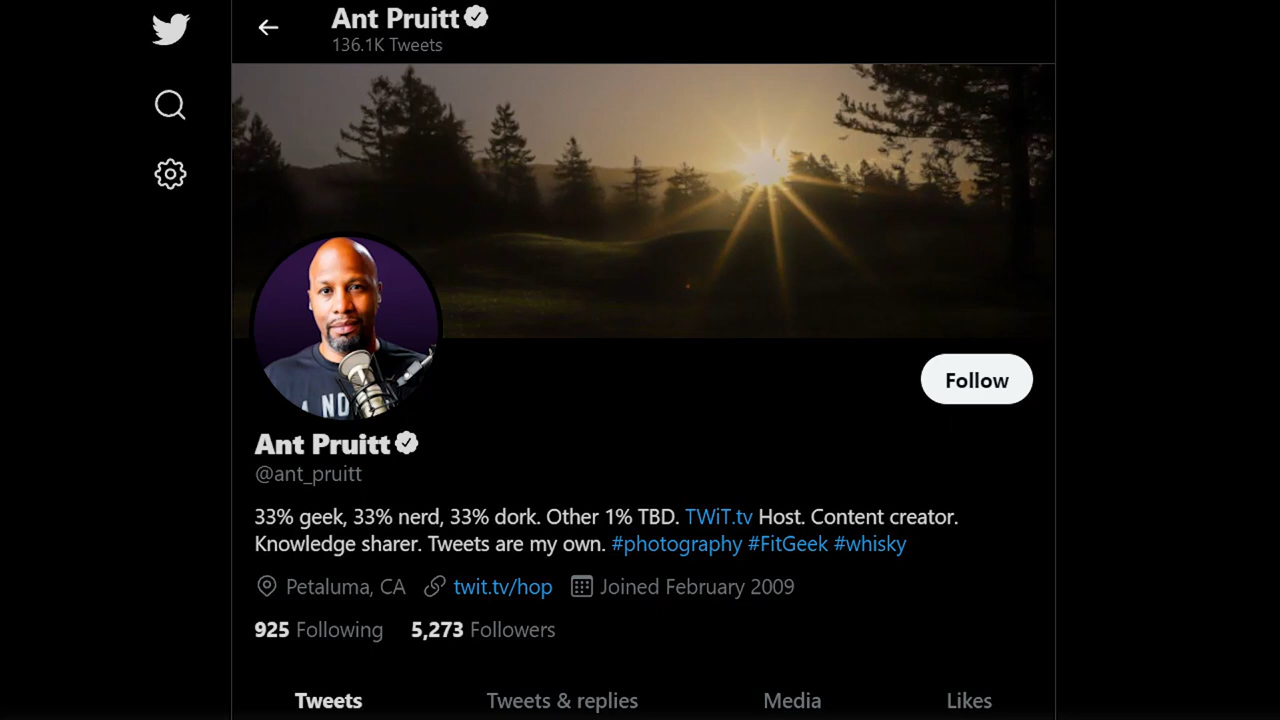 Ant Pruitt
136.1K Tweets
Follow
Ant Pruitt
@ant_pruitt
33% geek, 33% nerd, 33% dork. Other 1% TBD. TWiT.tv Host. Content creator.
Knowledge sharer. Tweets are my own. #photography #FitGeek #whisky
Petaluma, CA twit.tv/hop Joined February 2009
925 Following 5,273 Followers
Tweets Tweets & replies Media Likes